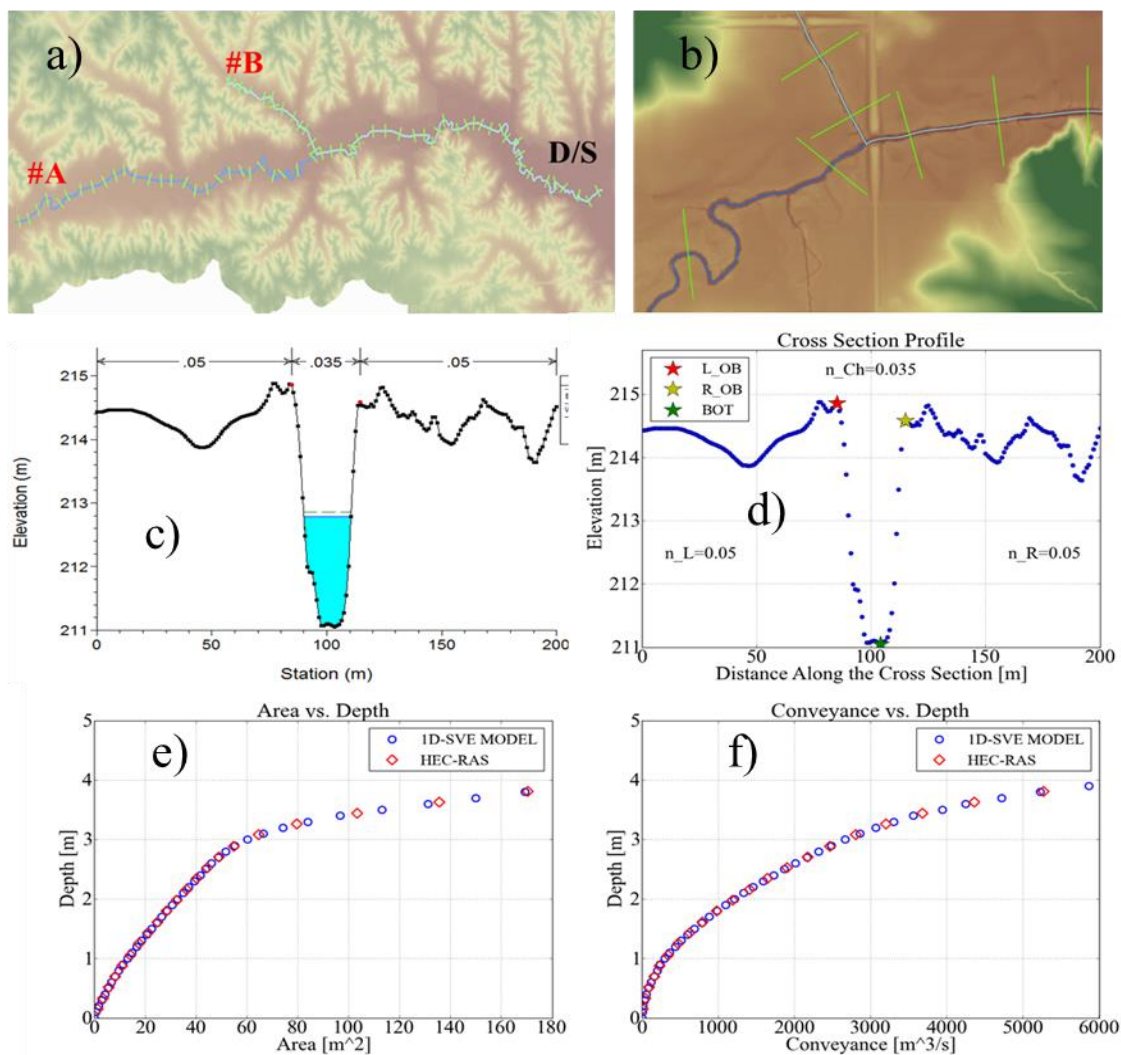 a)
#B
#A
D/S
b)
.05 .035 .05
215
214
213
212
211
0 50 100 150 200
Elevation (m)
Station (m)
c)
Cross Section Profile
L_OB
R_OB
BOT
n_Ch=0.035
215
214
213
212
211
n_L=0.05
n_R=0.05
d)
0 50 100 150 200
Elevation [m]
Distance Along the Cross Section [m]
Area vs. Depth
e)
1D-SVE MODEL
HEC-RAS
5
4
3
2
1
0
0 20 40 60 80 100 120 140 160 180
Depth [m]
Area [m^2]
Conveyance vs. Depth
f)
1D-SVE MODEL
HEC-RAS
5
4
3
2
1
0
0 1000 2000 3000 4000 5000 6000
Depth [m]
Conveyance [m^3/s]